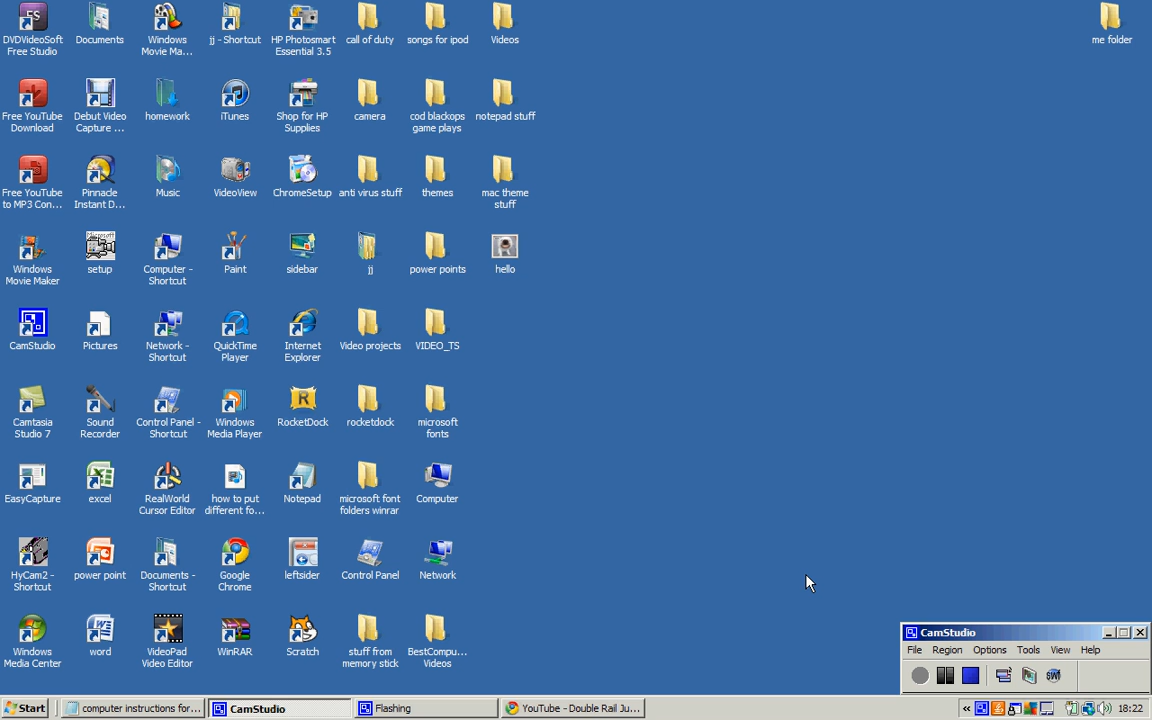 DVDVideoSoft
Free Studio
Documents
Windows
Movie Ma...
jj - Shortcut
HP Photosmart
Essential 3.5
call of duty
songs for ipod
Videos
me folder
Free YouTube
Download
Debut Video
Capture ...
homework
iTunes
Shop for HP
Supplies
camera
cod blackops
game plays
notepad stuff
Free YouTube
to MP3 Con...
Pinnacle
Instant D...
Music
VideoView
ChromeSetup
anti virus stuff
themes
mac theme
stuff
Windows
Movie Maker
setup
Computer -
Shortcut
Paint
sidebar
jj
power points
hello
CamStudio
Pictures
Network -
Shortcut
QuickTime
Player
Internet
Explorer
Video projects
VIDEO_TS
Camtasia
Studio 7
Sound
Recorder
Control Panel -
Shortcut
Windows
Media Player
RocketDock
rocketdock
microsoft
fonts
EasyCapture
excel
RealWorld
Cursor Editor
how to put
different fo...
Notepad
microsoft font
folders winrar
Computer
HyCam2 -
Shortcut
power point
Documents -
Shortcut
Google
Chrome
leftsider
Control Panel
Network
Windows
Media Center
word
VideoPad
Video Editor
WinRAR
Scratch
stuff from
memory stick
BestCompu...
Videos
CamStudio
File Region Options Tools View Help
Start computer instructions for... CamStudio Flashing YouTube - Double Rail Ju... « 18:22